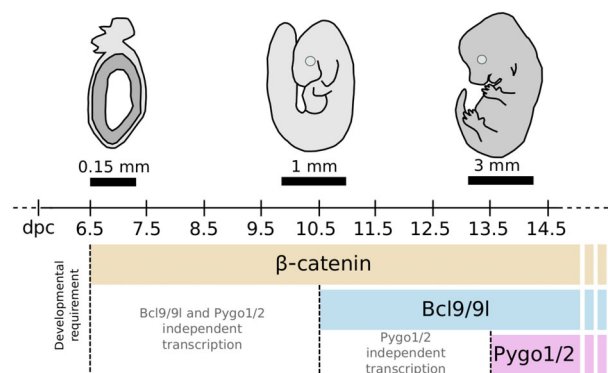 0.15 mm
1 mm
3 mm
dpc 6.5 7.5 8.5 9.5 10.5 11.5 12.5 13.5 14.5
Developmental
requirement
β-catenin
Bcl9/9l and Pygo1/2
independent
transcription
Bcl9/9l
Pygo1/2
independent
transcription
Pygo1/2